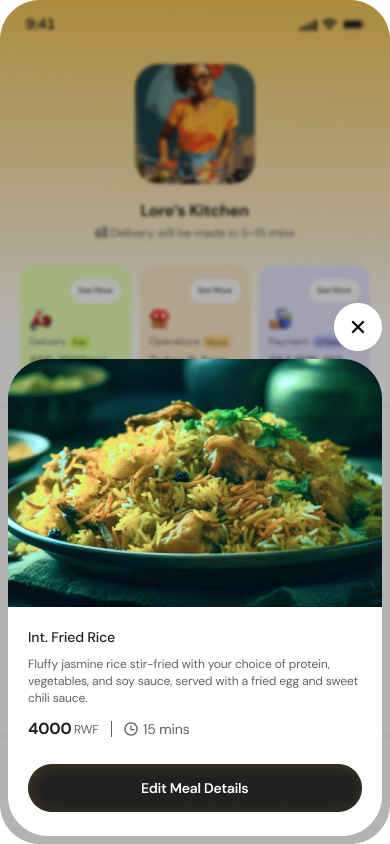 9:41
Lore's Kitchen
Delivery will be made in 5-15 mins
See More
See More
See More
Delivery
Operations
Payments
Int. Fried Rice
Fluffy jasmine rice stir-fried with your choice of protein,
vegetables, and soy sauce, served with a fried egg and sweet
chili sauce.
4000 RWF | 15 mins
Edit Meal Details